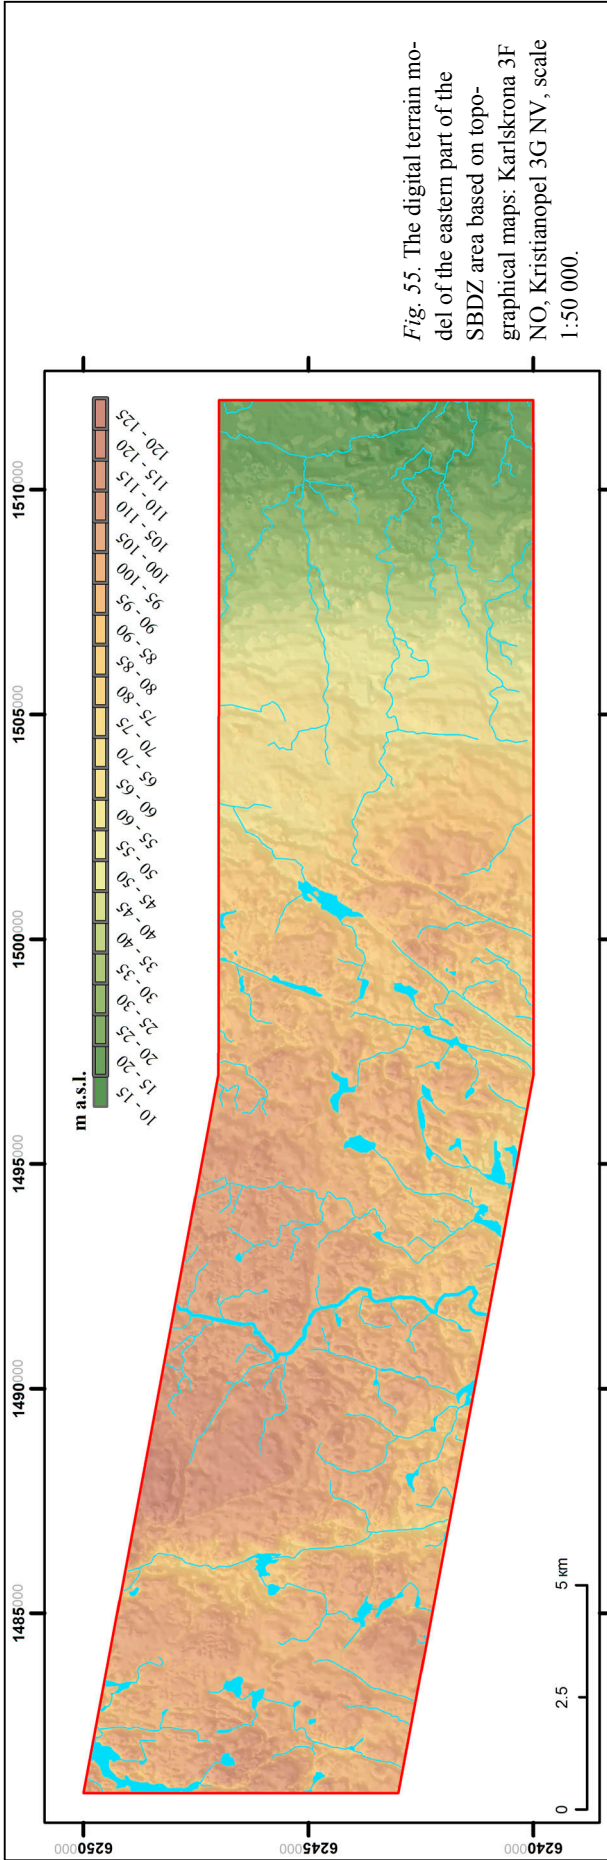 1485000
1490000
1495000
1500000
1505000
1510000
6250000
6245000
6240000
m a.s.l.
10 - 15
15 - 20
20 - 25
25 - 30
30 - 35
35 - 40
40 - 45
45 - 50
50 - 55
55 - 60
60 - 65
65 - 70
70 - 75
75 - 80
80 - 85
85 - 90
90 - 95
95 - 100
100 - 105
105 - 110
110 - 115
115 - 120
120 - 125
0 2.5 5 км
Fig. 55. The digital terrain mo-
del of the eastern part of the
SBDZ area based on topo-
graphical maps: Karlskrona 3F
NO, Kristianopel 3G NV, scale
1:50 000.